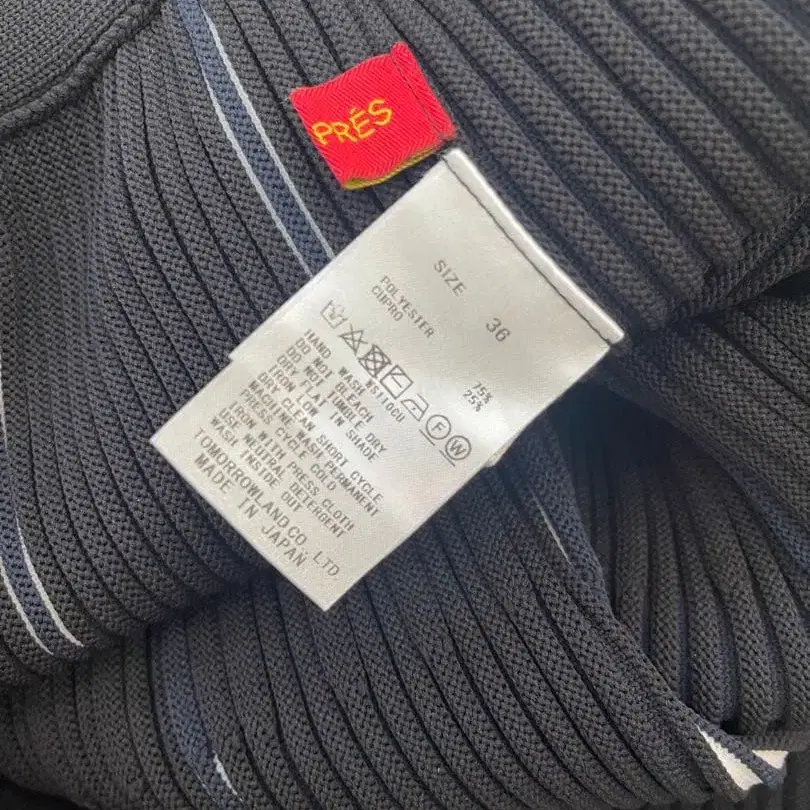 PRÉS
SIZE 36
POLYESTER 75%
CUPRO 25%
F W
HAND WASH
DO NOT BLEACH
DO NOT TUMBLE DRY
DRY FLAT IN SHADE
IRON LOW
DRY CLEAN SHORT CYCLE
MACHINE WASH PERMANENT
PRESS CYCLE COLD
IRON WITH PRESS CLOTH
USE NEUTRAL DETERGENT
WASH INSIDE OUT
TOMORROWLAND CO., LTD.
MADE IN JAPAN